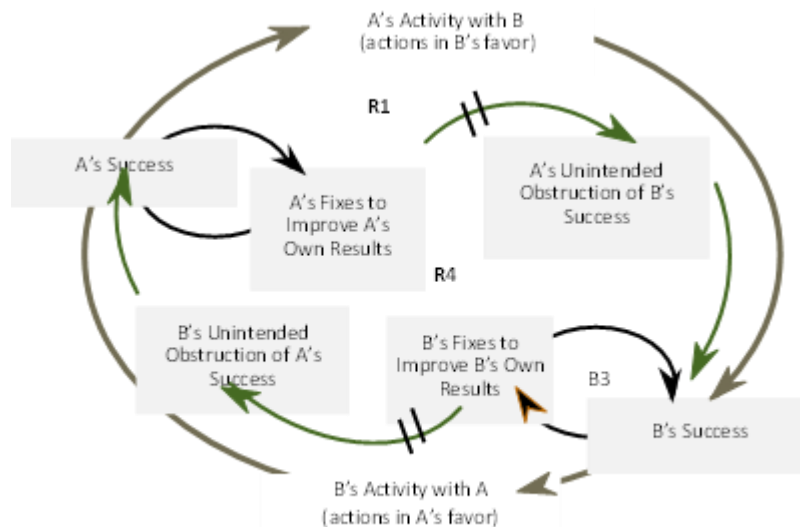 A's Activity with B
(actions in B's favor)
R1
A's Success
A's Unintended
Obstruction of B's
Success
A's Fixes to
Improve A's
Own Results
R4
B's Unintended
Obstruction of A's
Success
B's Fixes to
Improve B's Own
Results
B3
B's Success
B's Activity with A
(actions in A's favor)